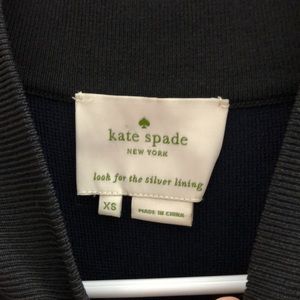 kate spade
NEW YORK
look for the silver lining
XS
MADE IN CHINA